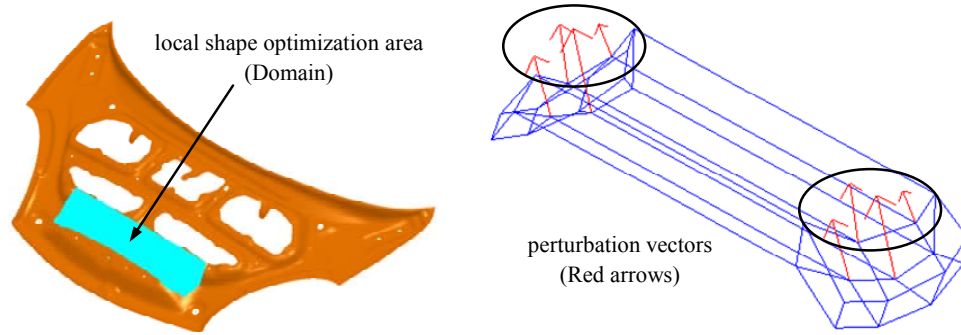 local shape optimization area
(Domain)
perturbation vectors
(Red arrows)